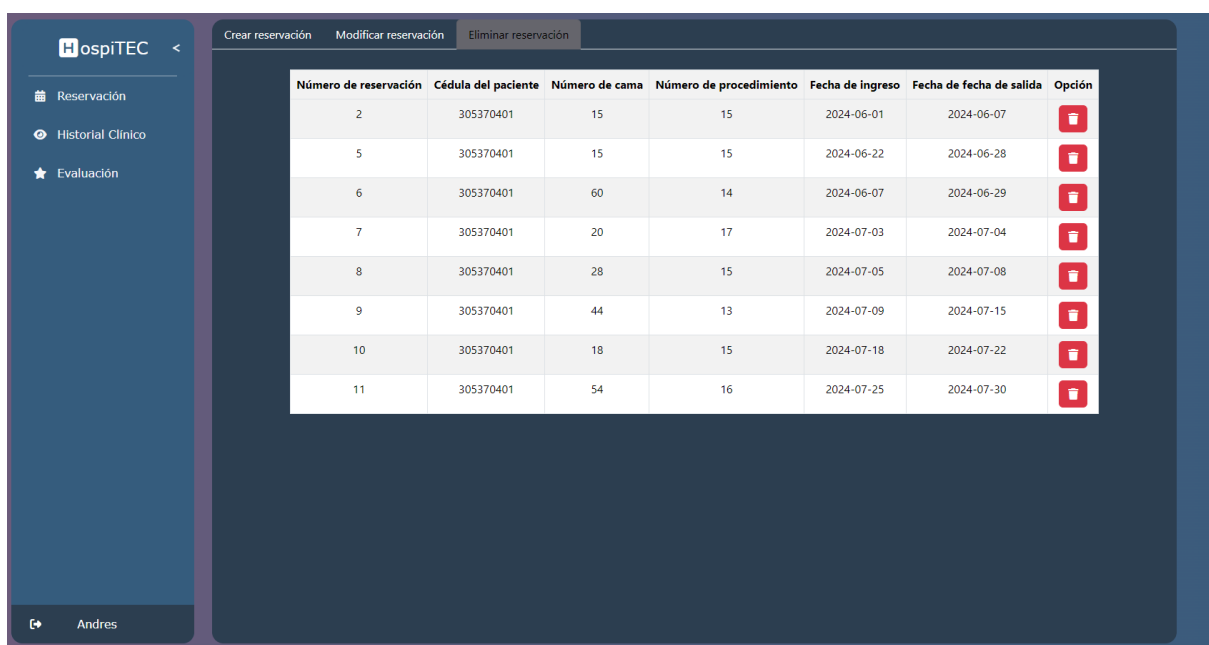 HospiTEC <
Reservación
Historial Clínico
Evaluación
Andres
Crear reservación Modificar reservación Eliminar reservación
Número de reservación Cédula del paciente Número de cama Número de procedimiento Fecha de ingreso Fecha de fecha de salida Opción
2 305370401 15 15 2024-06-01 2024-06-07
5 305370401 15 15 2024-06-22 2024-06-28
6 305370401 60 14 2024-06-07 2024-06-29
7 305370401 20 17 2024-07-03 2024-07-04
8 305370401 28 15 2024-07-05 2024-07-08
9 305370401 44 13 2024-07-09 2024-07-15
10 305370401 18 15 2024-07-18 2024-07-22
11 305370401 54 16 2024-07-25 2024-07-30